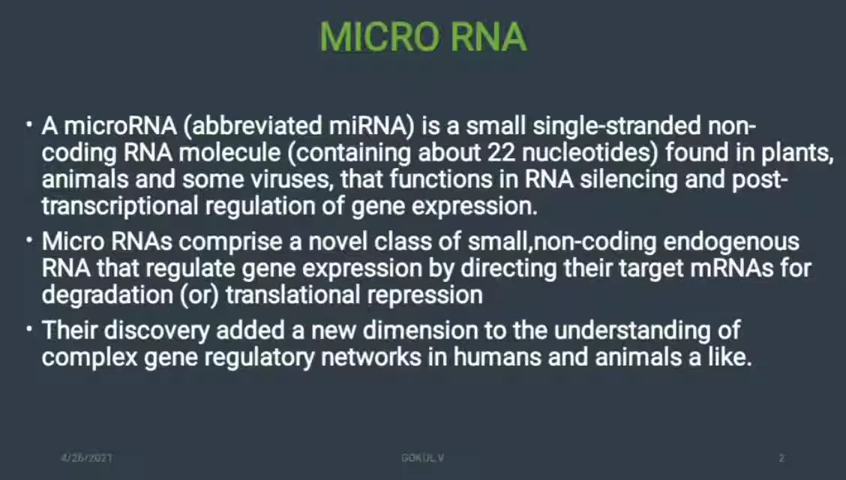 MICRO RNA
• A microRNA (abbreviated miRNA) is a small single-stranded non-
coding RNA molecule (containing about 22 nucleotides) found in plants,
animals and some viruses, that functions in RNA silencing and post-
transcriptional regulation of gene expression.
• Micro RNAs comprise a novel class of small,non-coding endogenous
RNA that regulate gene expression by directing their target mRNAs for
degradation (or) translational repression
• Their discovery added a new dimension to the understanding of
complex gene regulatory networks in humans and animals a like.
4/26/2021 GOKUL.V 2